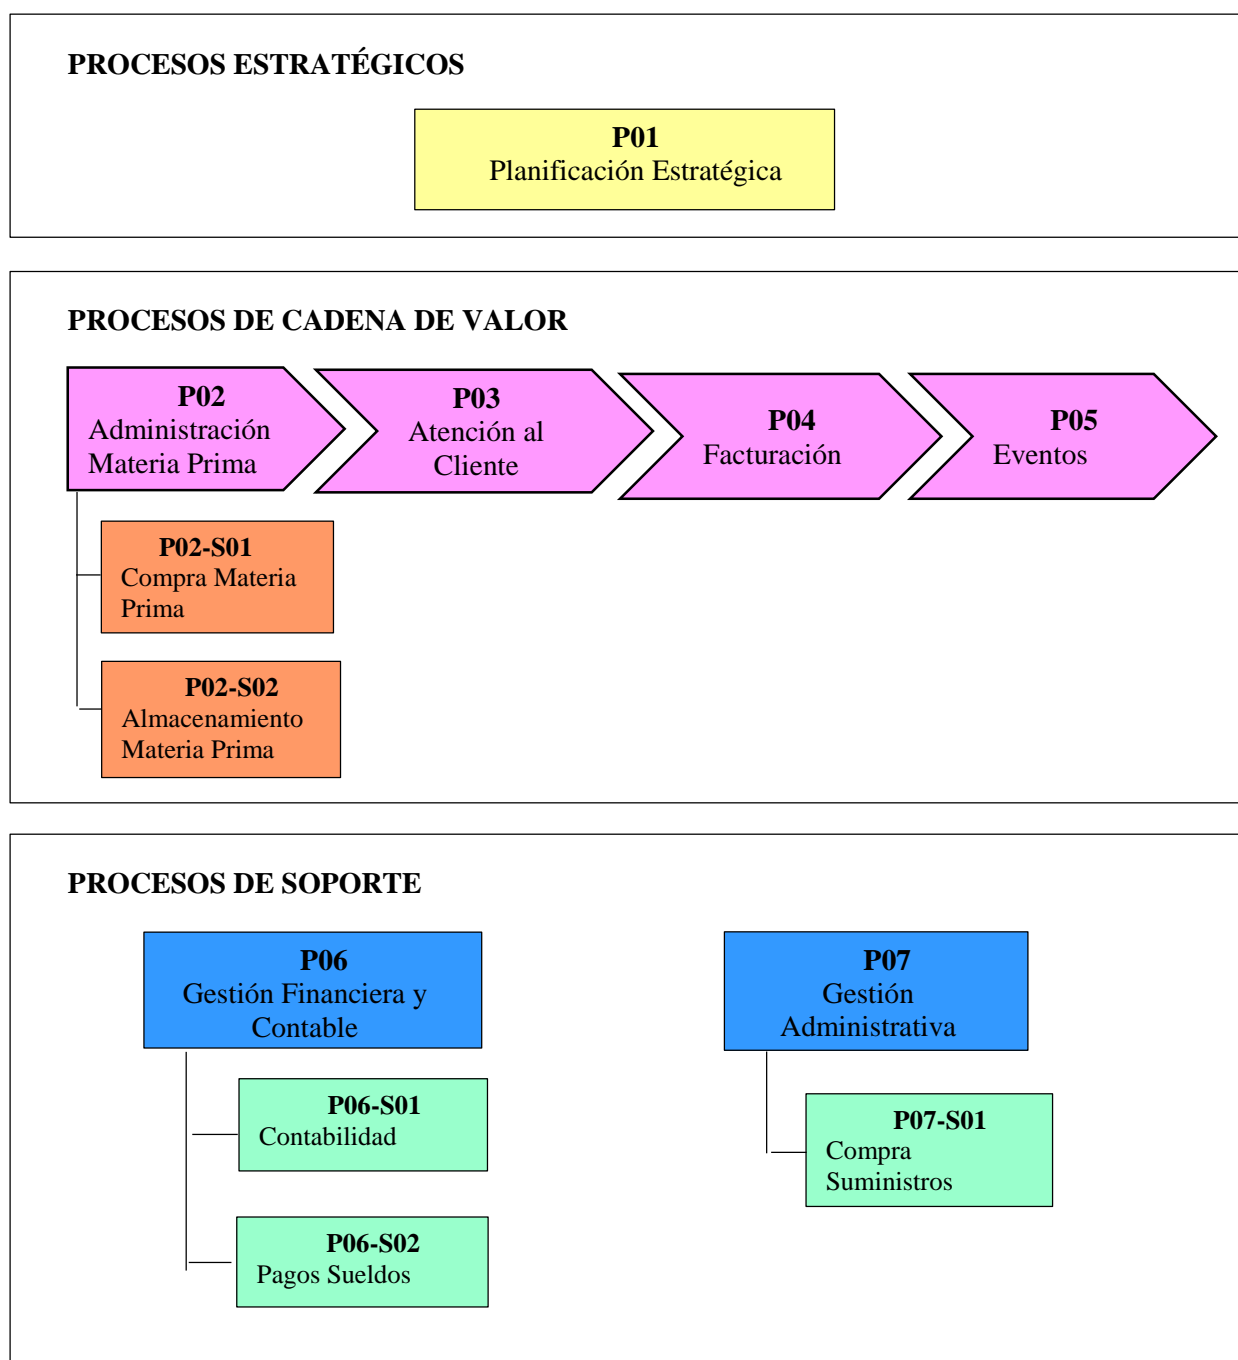 PROCESOS ESTRATÉGICOS
P01
Planificación Estratégica
PROCESOS DE CADENA DE VALOR
P02
Administración
Materia Prima
P03
Atención al
Cliente
P04
Facturación
P05
Eventos
P02-S01
Compra Materia
Prima
P02-S02
Almacenamiento
Materia Prima
PROCESOS DE SOPORTE
P06
Gestión Financiera y
Contable
P06-S01
Contabilidad
P06-S02
Pagos Sueldos
P07
Gestión
Administrativa
P07-S01
Compra
Suministros